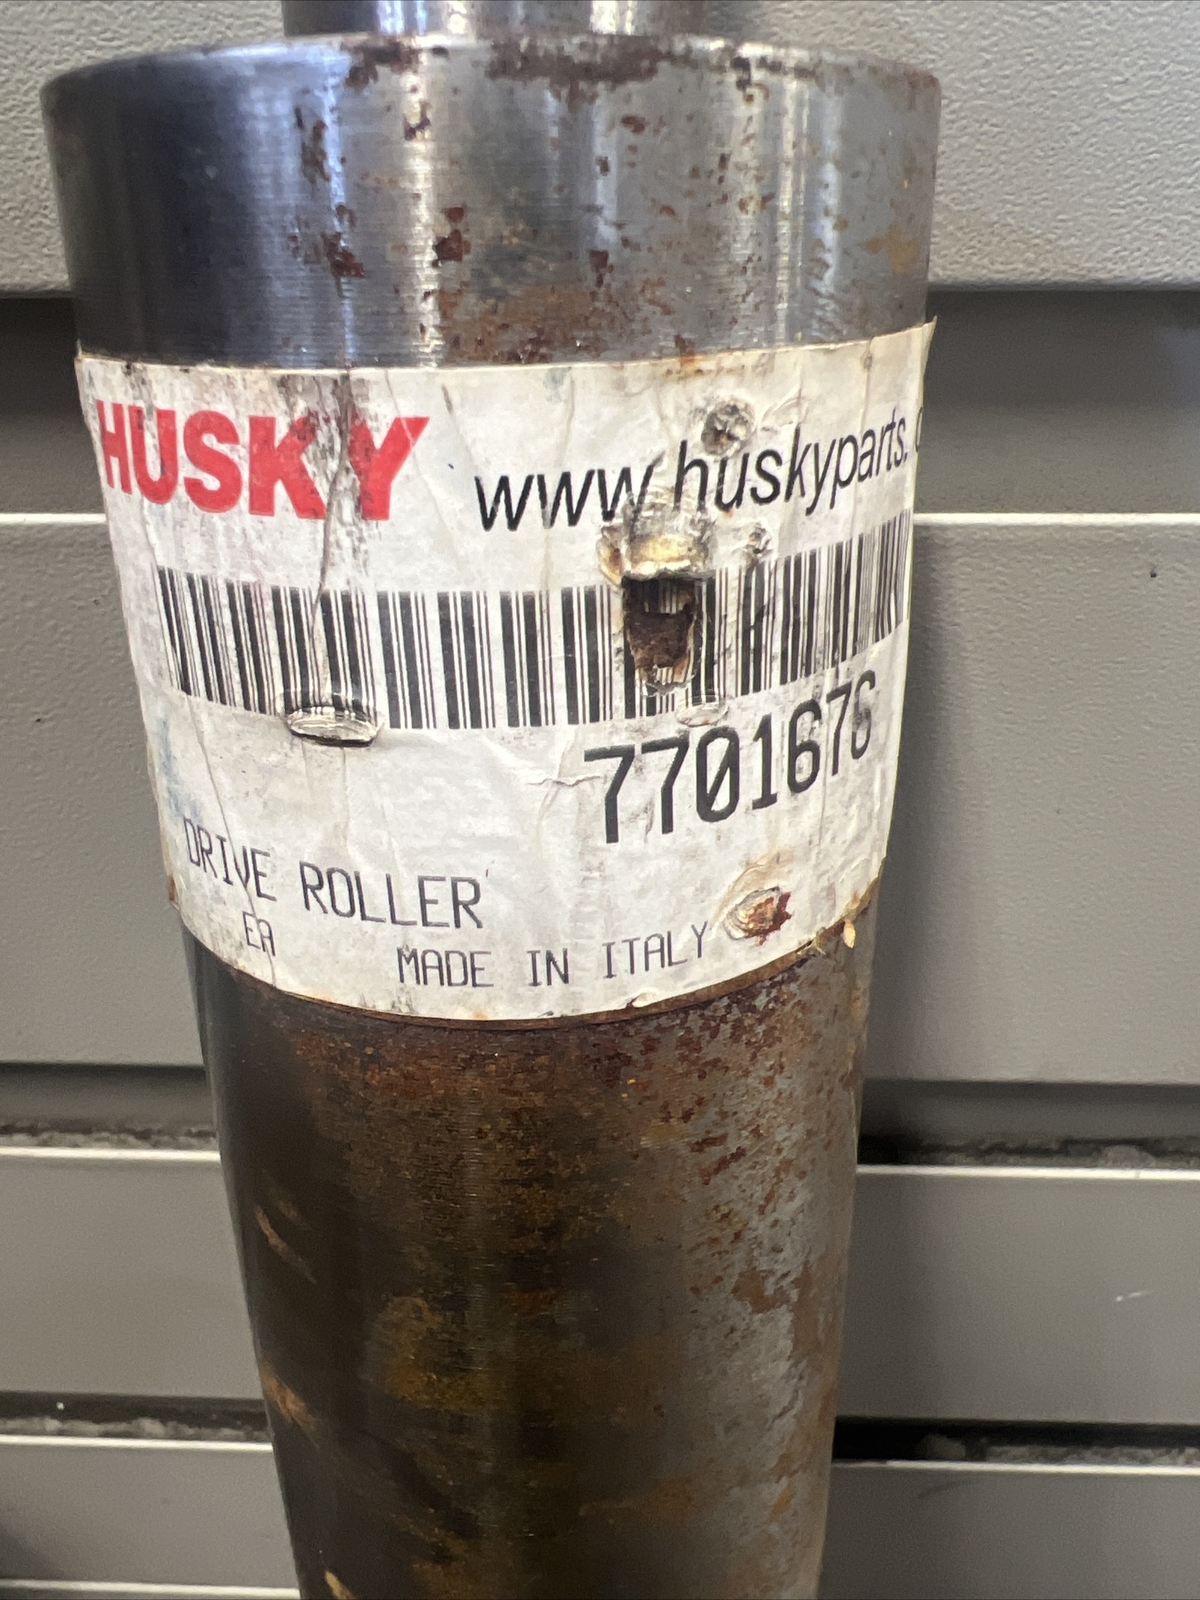 HUSKY www.huskyparts.
7701676
DRIVE ROLLER
EA MADE IN ITALY